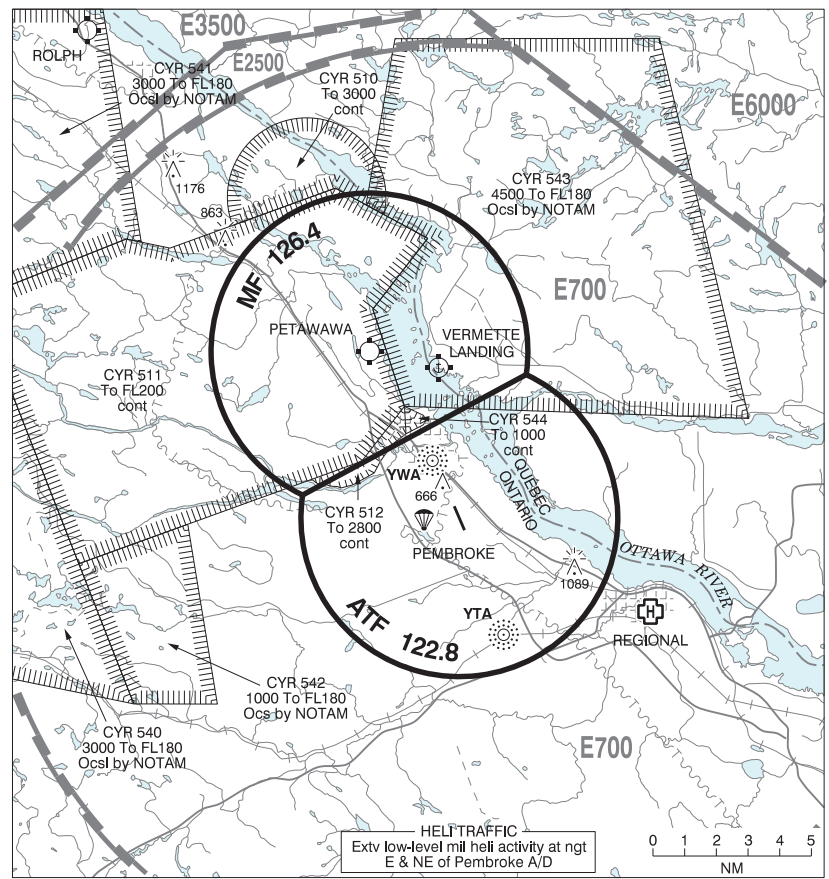 E3500
ROLPH
E2500
CYR 541
3000 To FL180
Ocsl by NOTAM
CYR 510
To 3000
cont
E6000
1176
CYR 543
4500 To FL180
Ocsl by NOTAM
863
MF 126.4
E700
PETAWAWA
VERMETTE
LANDING
CYR 511
To FL200
cont
CYR 544
To 1000
cont
YWA
QUÉBEC
ONTARIO
666
CYR 512
To 2800
cont
PEMBROKE
OTTAWA RIVER
1089
ATF 122.8
YTA
H
REGIONAL
CYR 542
1000 To FL180
Ocs by NOTAM
CYR 540
3000 To FL180
Ocsl by NOTAM
E700
HELI TRAFFIC
Extv low-level mil heli activity at ngt
E & NE of Pembroke A/D
0 1 2 3 4 5
NM